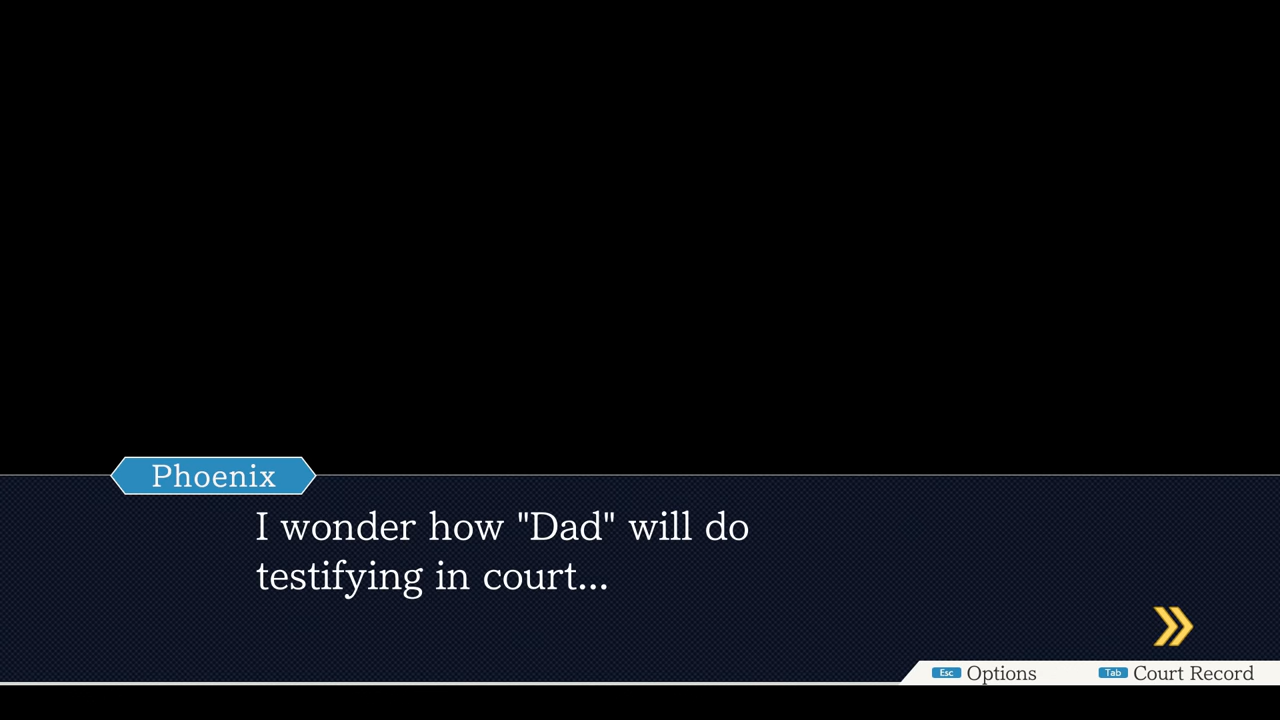 Phoenix
I wonder how "Dad" will do
testifying in court...
Esc Options Tab Court Record